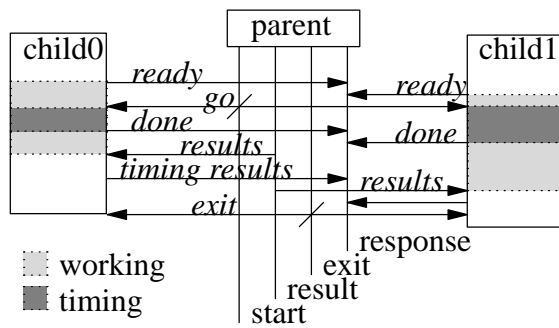 parent
child0
child1
ready
ready
go
done
done
results
timing results
results
exit
response
working
exit
timing
result
start